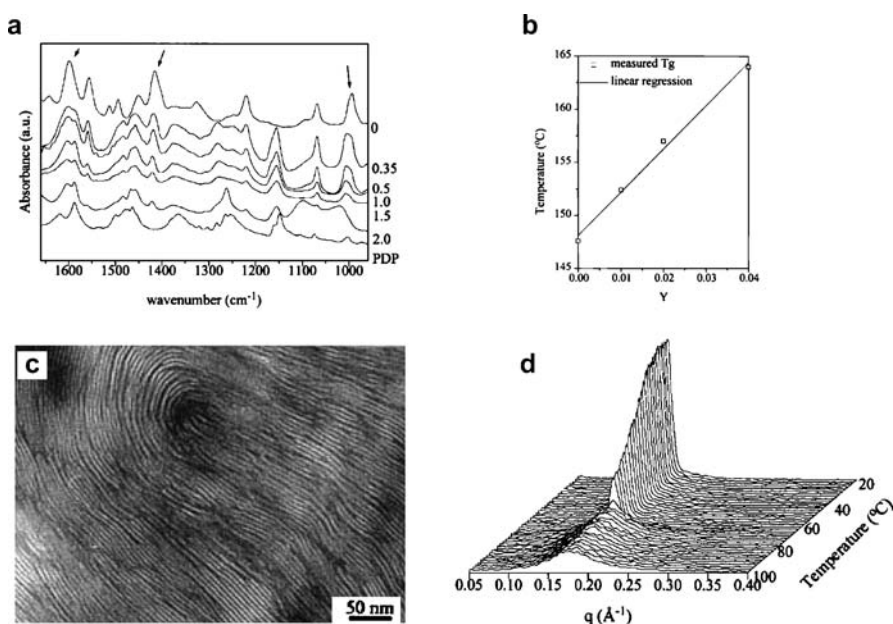 a
Absorbance (a.u.)
0
0.35
0.5
1.0
1.5
2.0
PDP
1600 1500 1400 1300 1200 1100 1000
wavenumber (cm⁻¹)
b
Temperature (ºC)
165
160
155
150
145
measured Tg
linear regression
0.00 0.01 0.02 0.03 0.04
Y
c
50 nm
d
20
40
60
80
100
Temperature (ºC)
0.05 0.10 0.15 0.20 0.25 0.30 0.35 0.40
q (Å⁻¹)